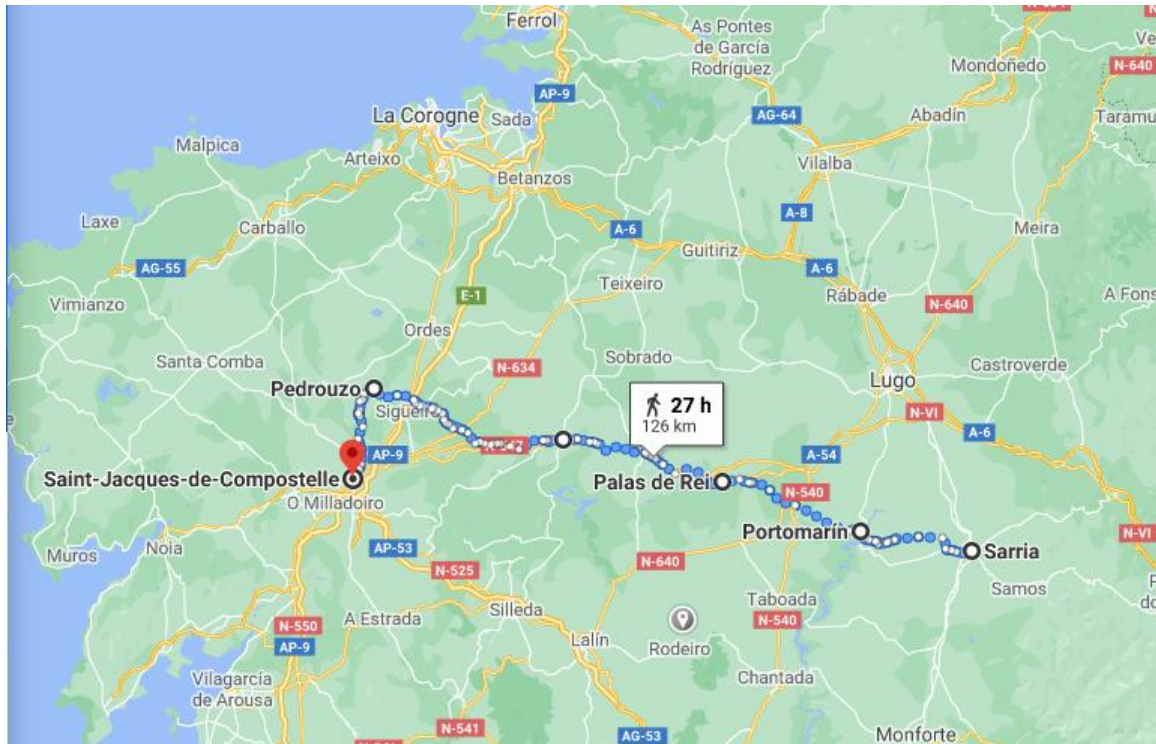 Ferrol
As Pontes
de García
Rodríguez
Ve
N-640
Mondoñedo
AP-9
La Corogne
Sada
AG-64
Abadín
Taramu
Malpica
Arteixo
Vilalba
Betanzos
Laxe
Carballo
A-8
Meira
A-6
Guitiriz
AG-55
A-6
Teixeiro
Vimianzo
E-1
Rábade
N-640
A Fons
Ordes
Santa Comba
Sobrado
N-634
Castroverde
Lugo
Pedrouzo
27 h
126 km
Sigüeiro
N-VI
A-6
AP-9
A-54
Saint-Jacques-de-Compostelle
Palas de Rei
N-540
O Milladoiro
Portomarín
N-VI
Muros
Noia
AP-53
Sarria
N-525
N-640
Samos
Silleda
Taboada
A Estrada
N-550
N-540
AP-9
Lalín
Rodeiro
Vilagarcía
de Arousa
Chantada
N-541
AG-53
Monforte